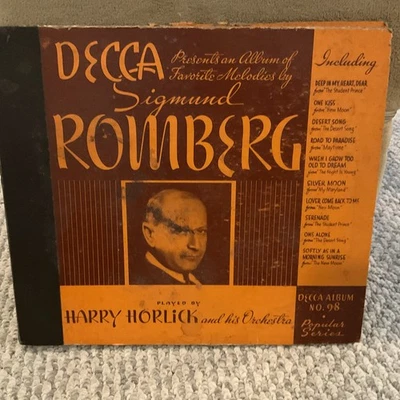 DECCA
Presents an Album of
Favorite Melodies by
Sigmund
ROMBERG
PLAYED BY
HARRY HORLICK and his Orchestra
Including
DEEP IN MY HEART, DEAR
from "The Student Prince"
ONE KISS
from "New Moon"
DESERT SONG
from "The Desert Song"
ROAD TO PARADISE
from "Maytime"
WHEN I GROW TOO
OLD TO DREAM
from "The Night Is Young"
SILVER MOON
from "My Maryland"
LOVER COME BACK TO ME
from "New Moon"
SERENADE
from "The Student Prince"
ONE ALONE
from "The Desert Song"
SOFTLY AS IN A
MORNING SUNRISE
from "The New Moon"
DECCA ALBUM
NO. 98
Popular
Series